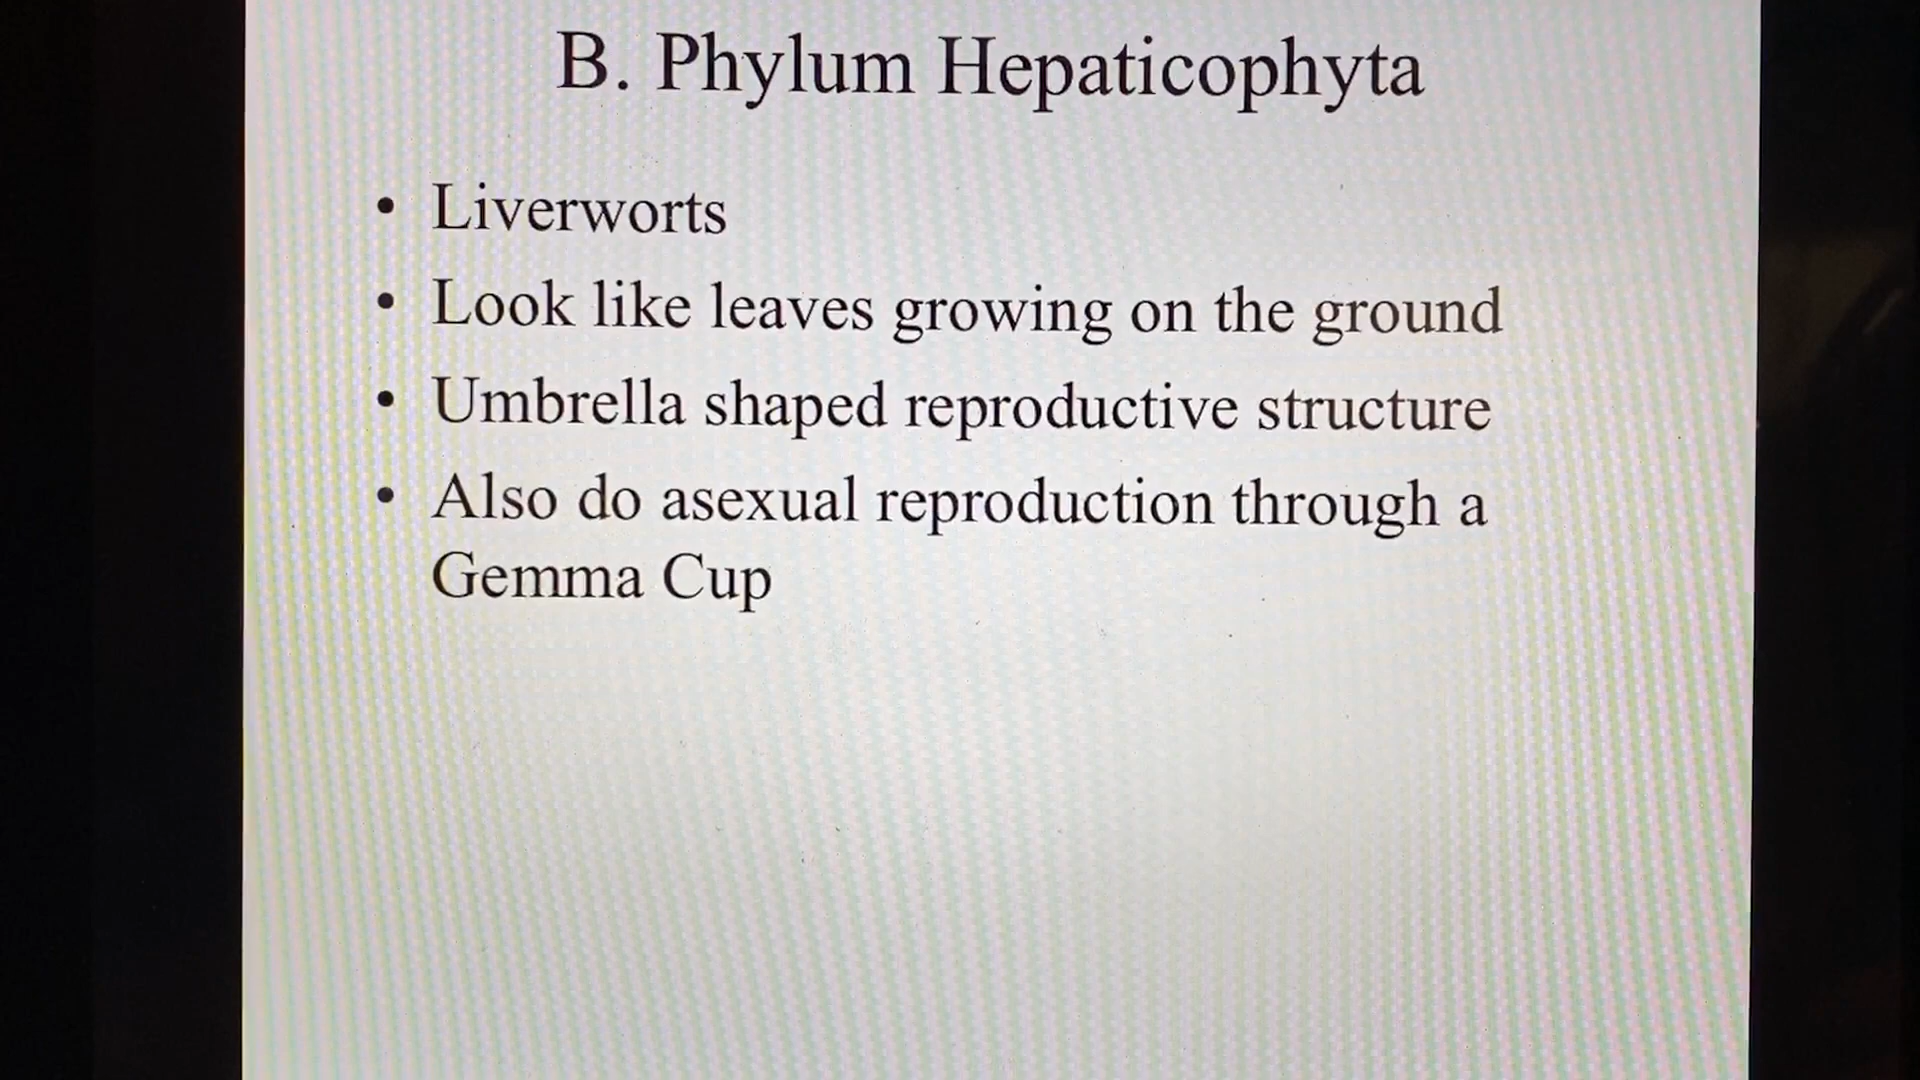 B. Phylum Hepaticophyta
• Liverworts
• Look like leaves growing on the ground
• Umbrella shaped reproductive structure
• Also do asexual reproduction through a
Gemma Cup